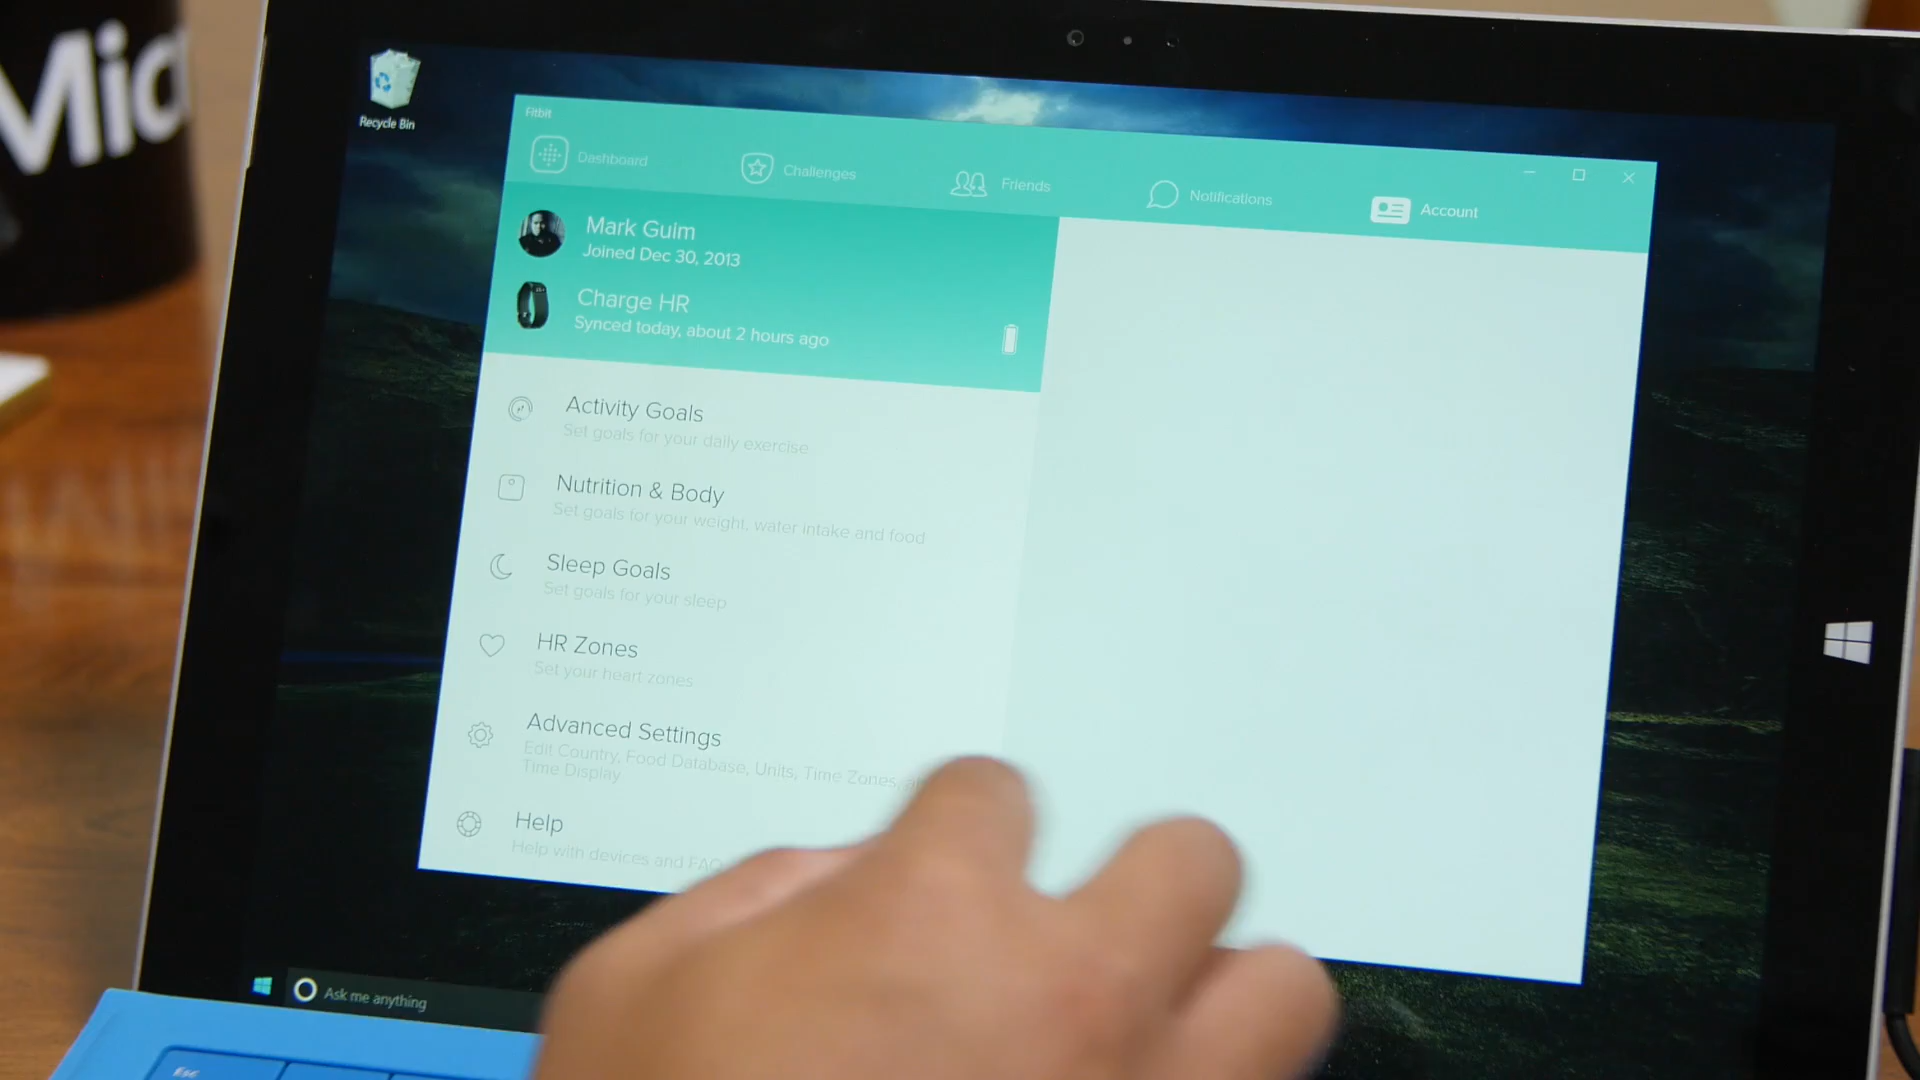 Mic
Recycle Bin
Fitbit
Dashboard
Challenges
Friends
Notifications
Account
Mark Guim
Joined Dec 30, 2013
Charge HR
Synced today, about 2 hours ago
Activity Goals
Set goals for your daily exercise
Nutrition & Body
Set goals for your weight, water intake and food
Sleep Goals
Set goals for your sleep
HR Zones
Set your heart zones
Advanced Settings
Edit Country, Food Database, Units, Time Zones,
Time Display
Help
Help with devices and FAQ
Ask me anything
Esc